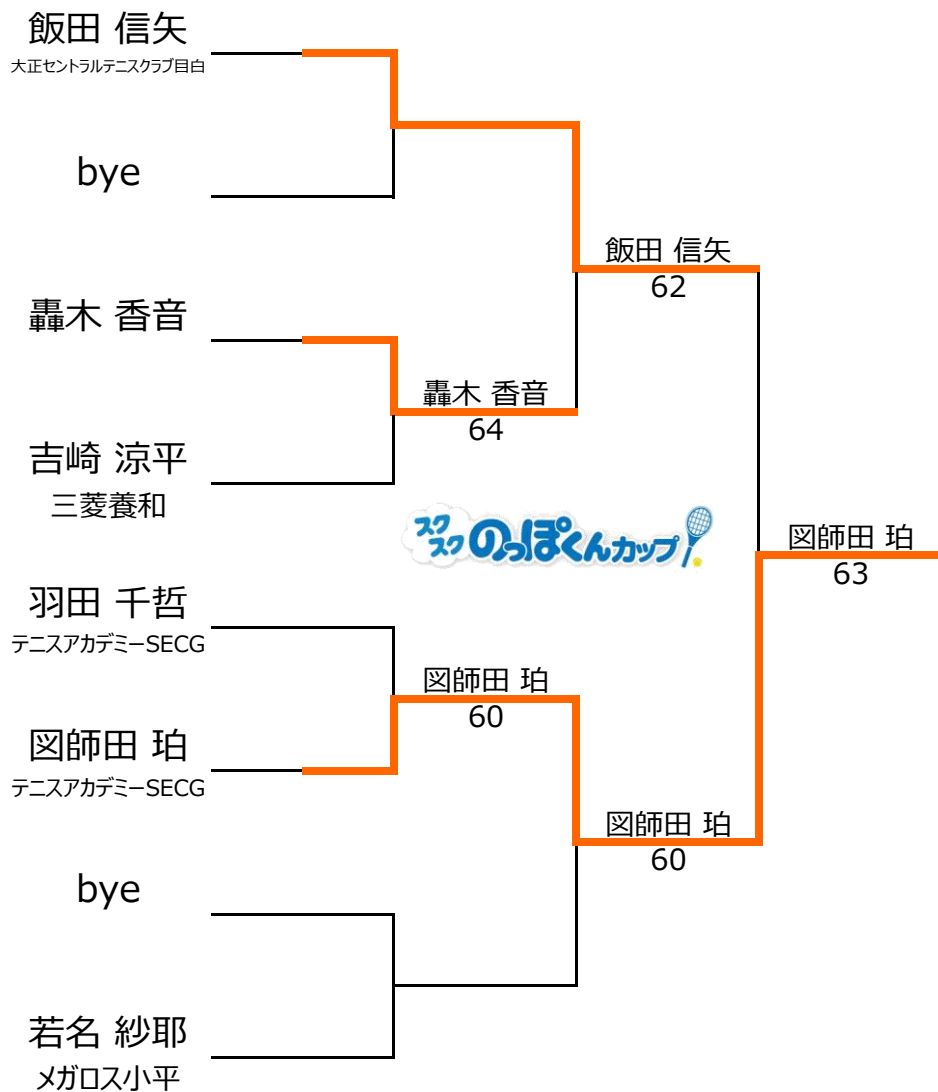 飯田 信矢
大正セントラルテニスクラブ目白
bye
飯田 信矢
62
轟木 香音
轟木 香音
64
吉崎 涼平
三菱養和
スクスク のっぽくんカップ
図師田 珀
63
羽田 千哲
テニスアカデミーSECG
図師田 珀
60
図師田 珀
テニスアカデミーSECG
図師田 珀
60
bye
若名 紗耶
メガロス小平